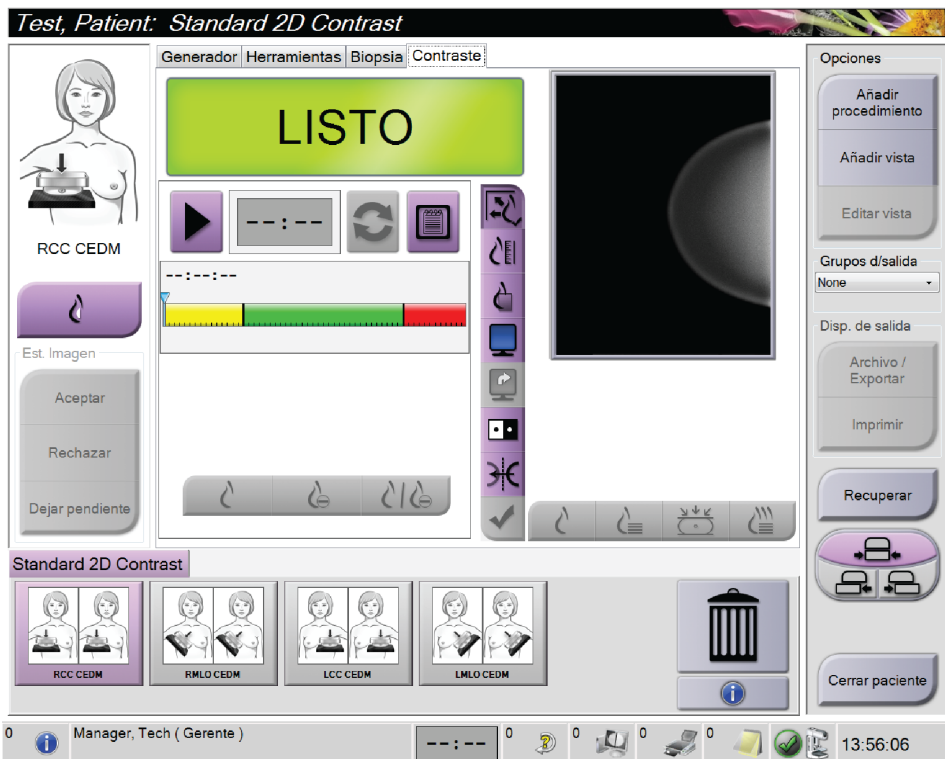 Test, Patient: Standard 2D Contrast
Generador Herramientas Biopsia Contraste
LISTO
--:--
--:--:--
RCC CEDM
Est. Imagen
Aceptar
Rechazar
Dejar pendiente
Opciones
Añadir
procedimiento
Añadir vista
Editar vista
Grupos d/salida
None
Disp. de salida
Archivo /
Exportar
Imprimir
Recuperar
Cerrar paciente
Standard 2D Contrast
RCC CEDM
RMLO CEDM
LCC CEDM
LMLO CEDM
0 Manager, Tech ( Gerente ) --:-- 0 0 0 0 13:56:06